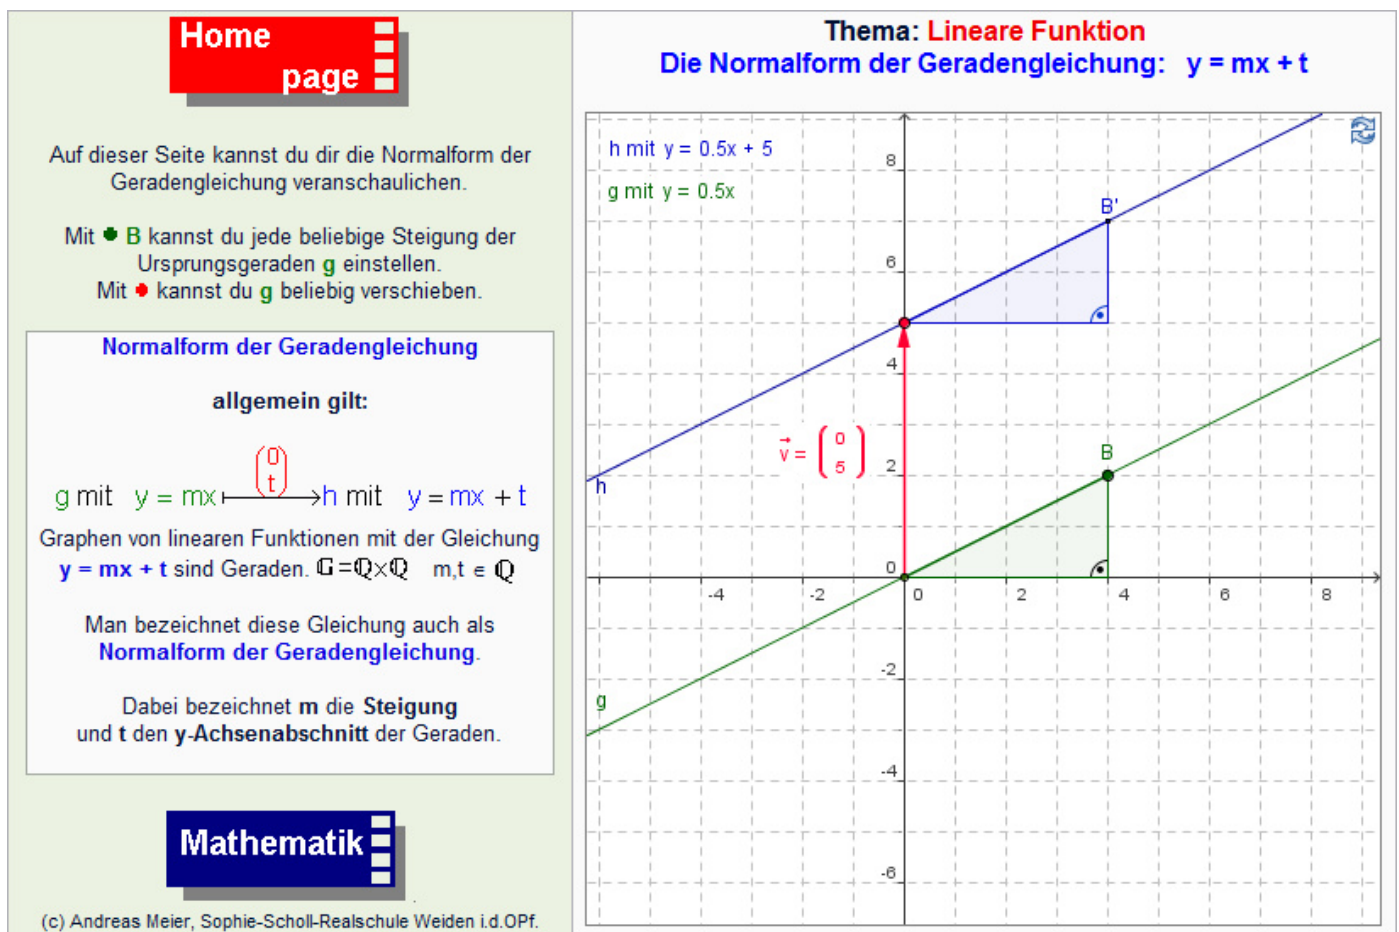 Home
page
Auf dieser Seite kannst du dir die Normalform der
Geradengleichung veranschaulichen.
Mit B kannst du jede beliebige Steigung der
Ursprungsgeraden g einstellen.
Mit kannst du g beliebig verschieben.
Normalform der Geradengleichung
allgemein gilt:
(0
t)
g mit y = mx ⟼ h mit y = mx + t
Graphen von linearen Funktionen mit der Gleichung
y = mx + t sind Geraden. 𝔾=ℚ×ℚ m,t ∈ ℚ
Man bezeichnet diese Gleichung auch als
Normalform der Geradengleichung.
Dabei bezeichnet m die Steigung
und t den y-Achsenabschnitt der Geraden.
Mathematik
(c) Andreas Meier, Sophie-Scholl-Realschule Weiden i.d.OPf.
Thema: Lineare Funktion
Die Normalform der Geradengleichung: y = mx + t
h mit y = 0.5x + 5
g mit y = 0.5x
8
B'
6
4
v⃗ = (0
5)
B
2
h
0
-4 -2 0 2 4 6 8
-2
g
-4
-6